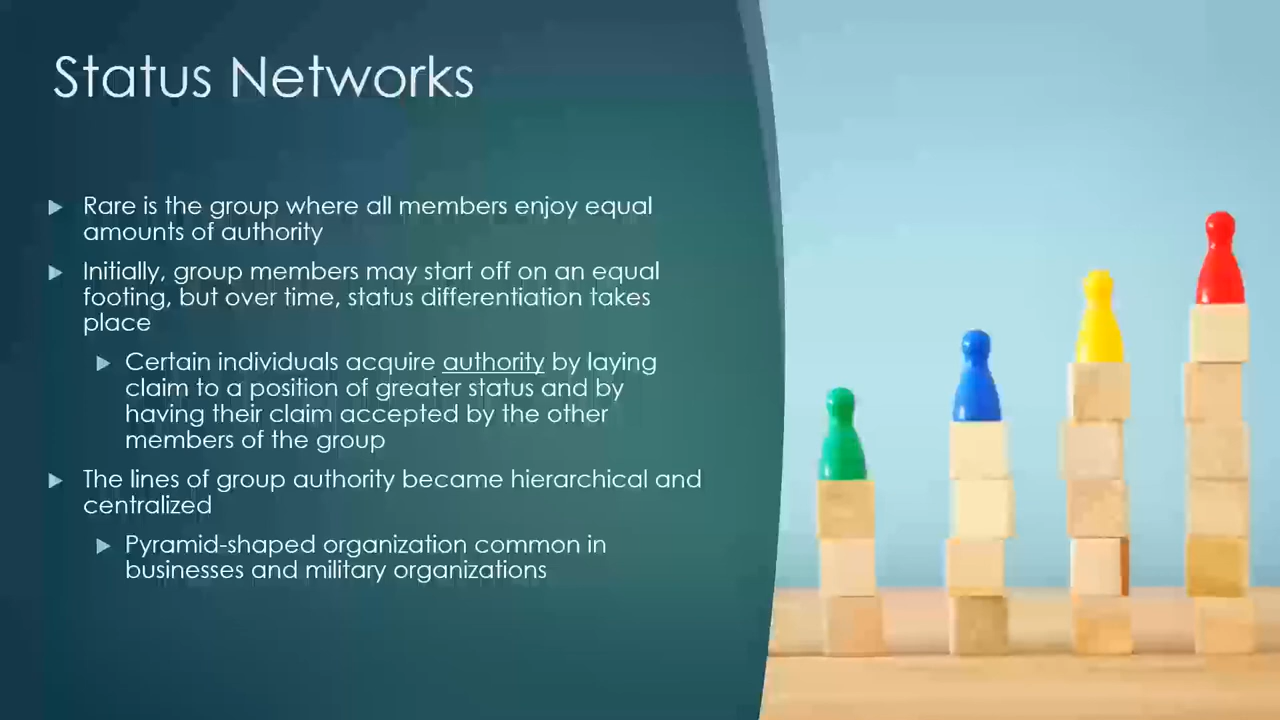 Status Networks
Rare is the group where all members enjoy equal
amounts of authority
Initially, group members may start off on an equal
footing, but over time, status differentiation takes
place
Certain individuals acquire authority by laying
claim to a position of greater status and by
having their claim accepted by the other
members of the group
The lines of group authority became hierarchical and
centralized
Pyramid-shaped organization common in
businesses and military organizations